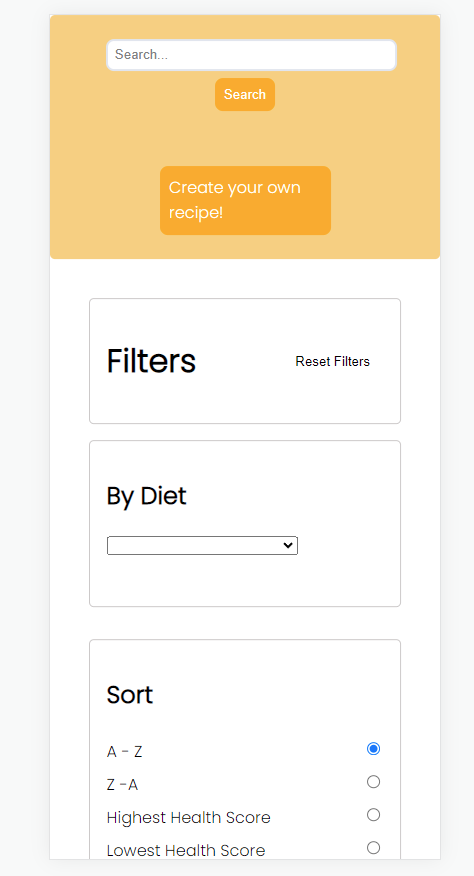 Search...
Search
Create your own
recipe!
Filters
Reset Filters
By Diet
Sort
A - Z
Z -A
Highest Health Score
Lowest Health Score